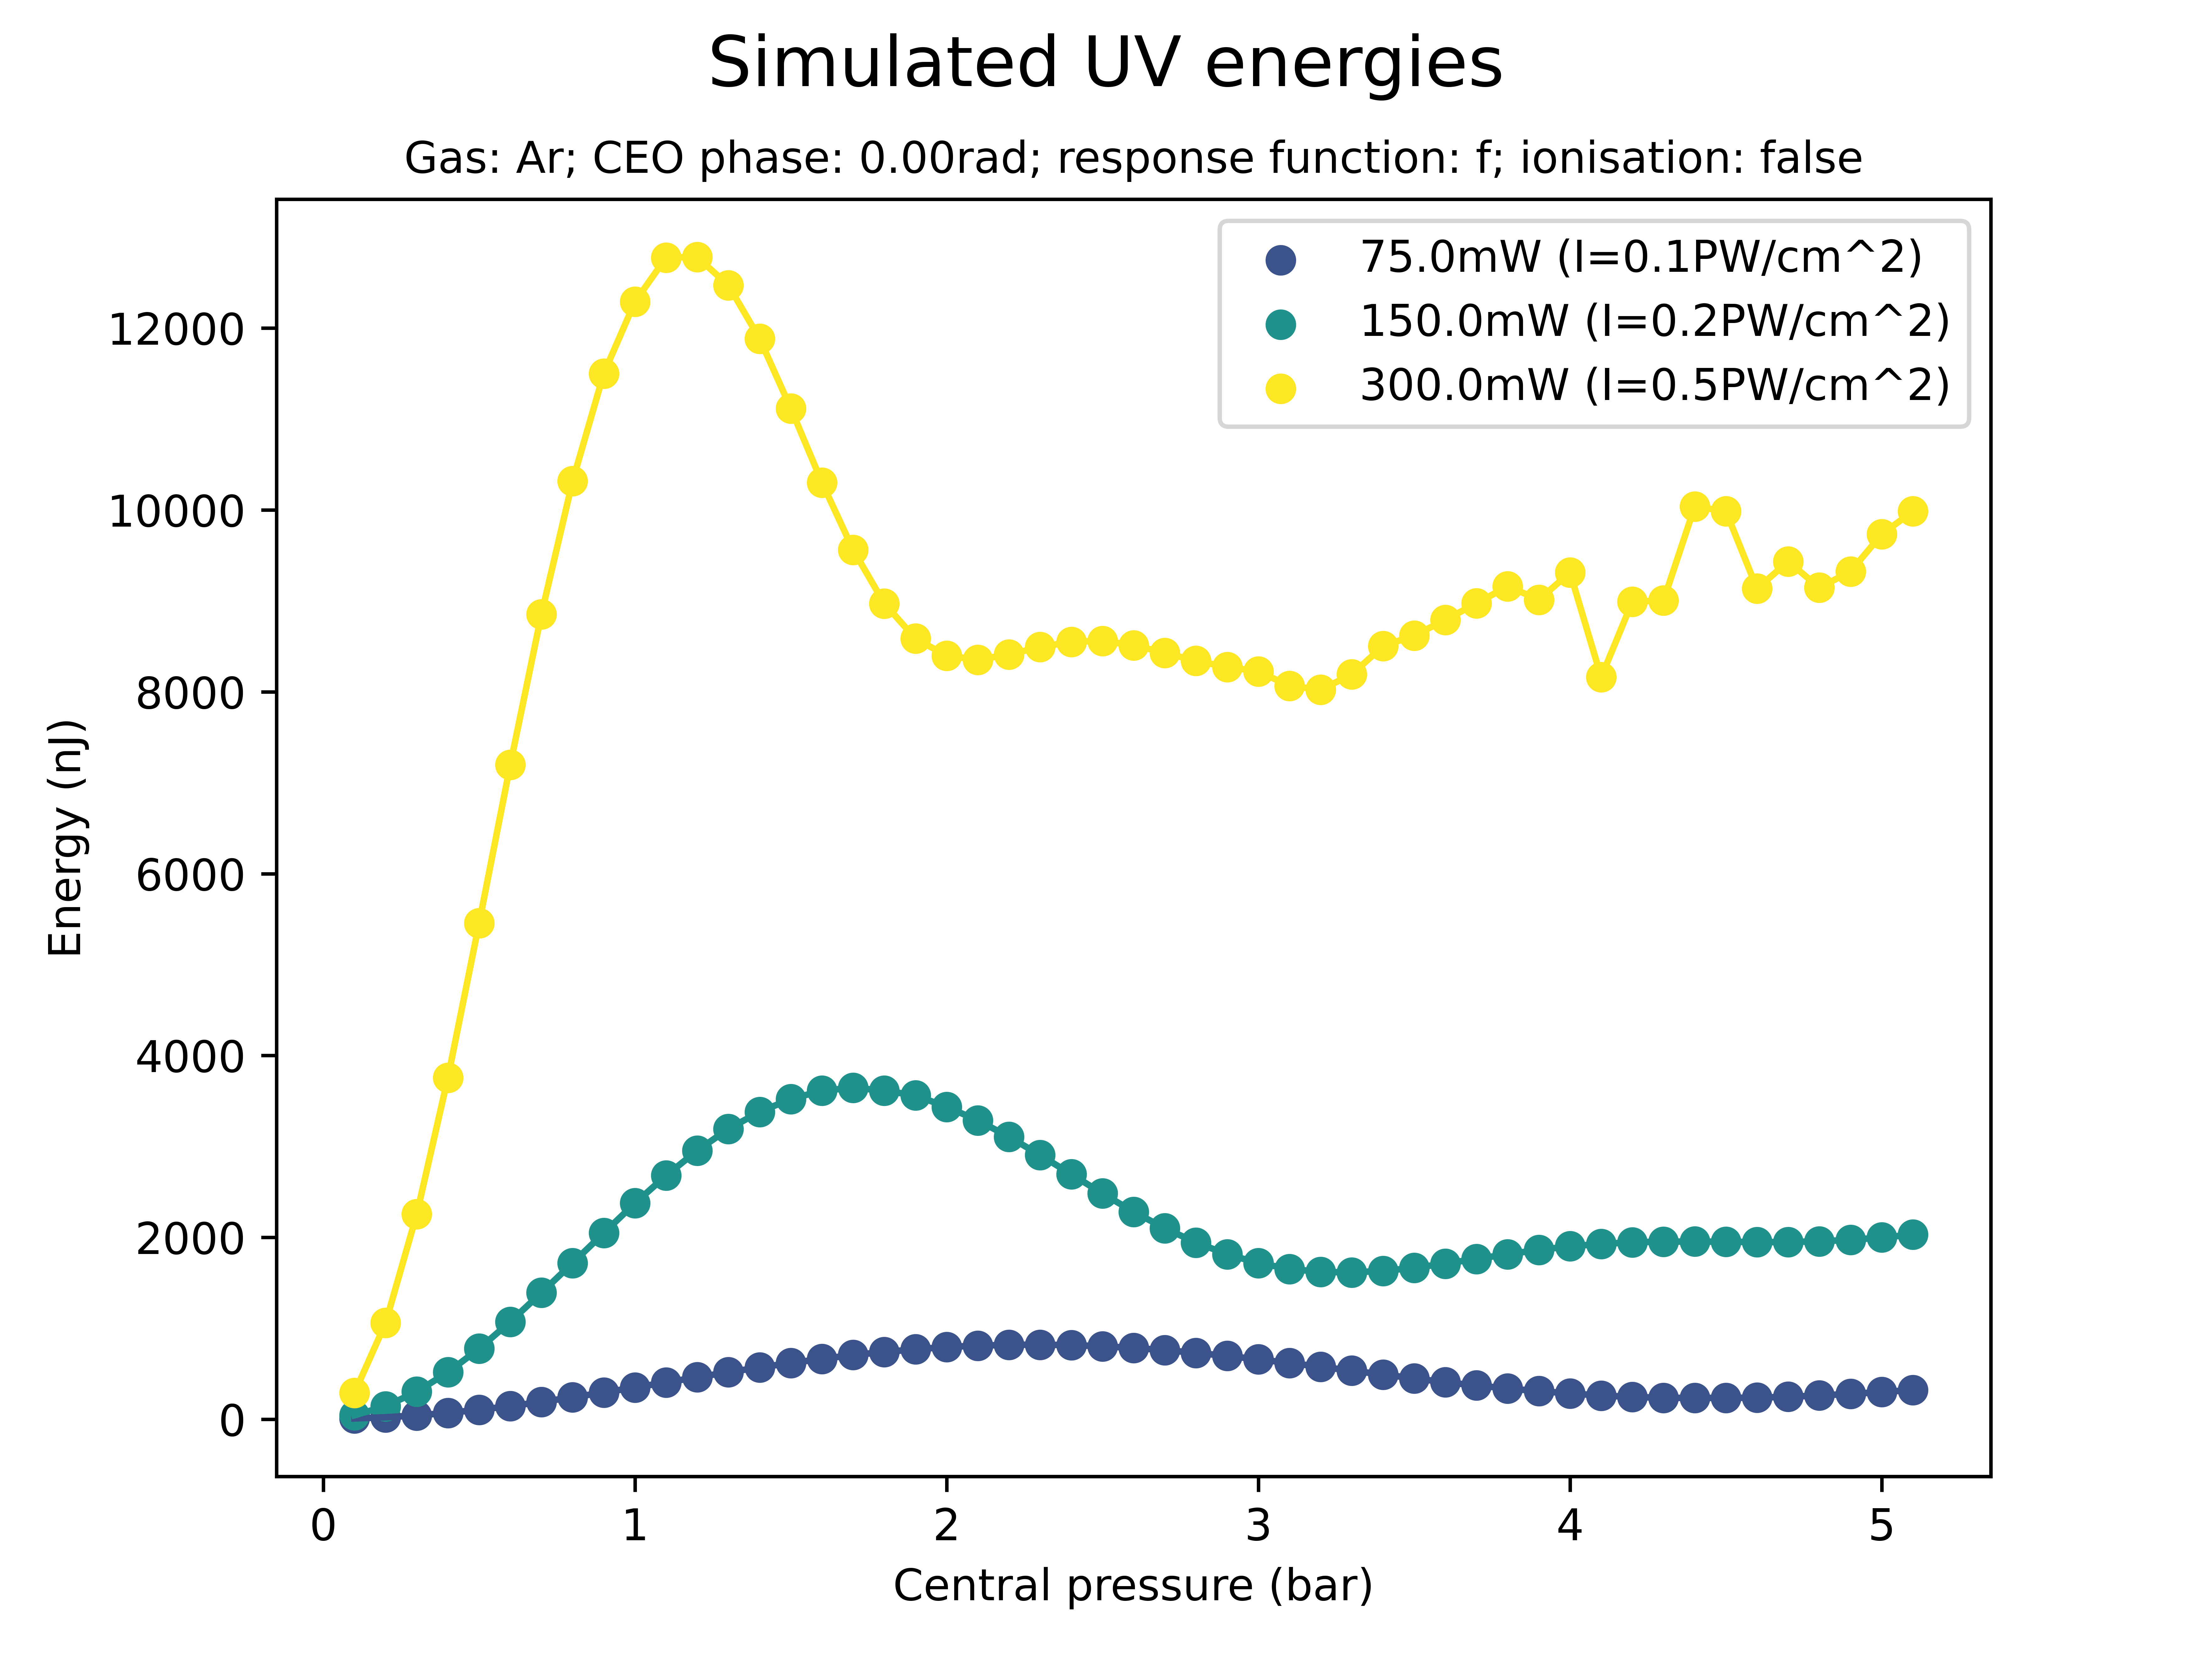 Simulated UV energies
Gas: Ar; CEO phase: 0.00rad; response function: f; ionisation: false
75.0mW (I=0.1PW/cm^2)
150.0mW (I=0.2PW/cm^2)
300.0mW (I=0.5PW/cm^2)
12000
10000
8000
6000
4000
2000
0
Energy (nJ)
0 1 2 3 4 5
Central pressure (bar)